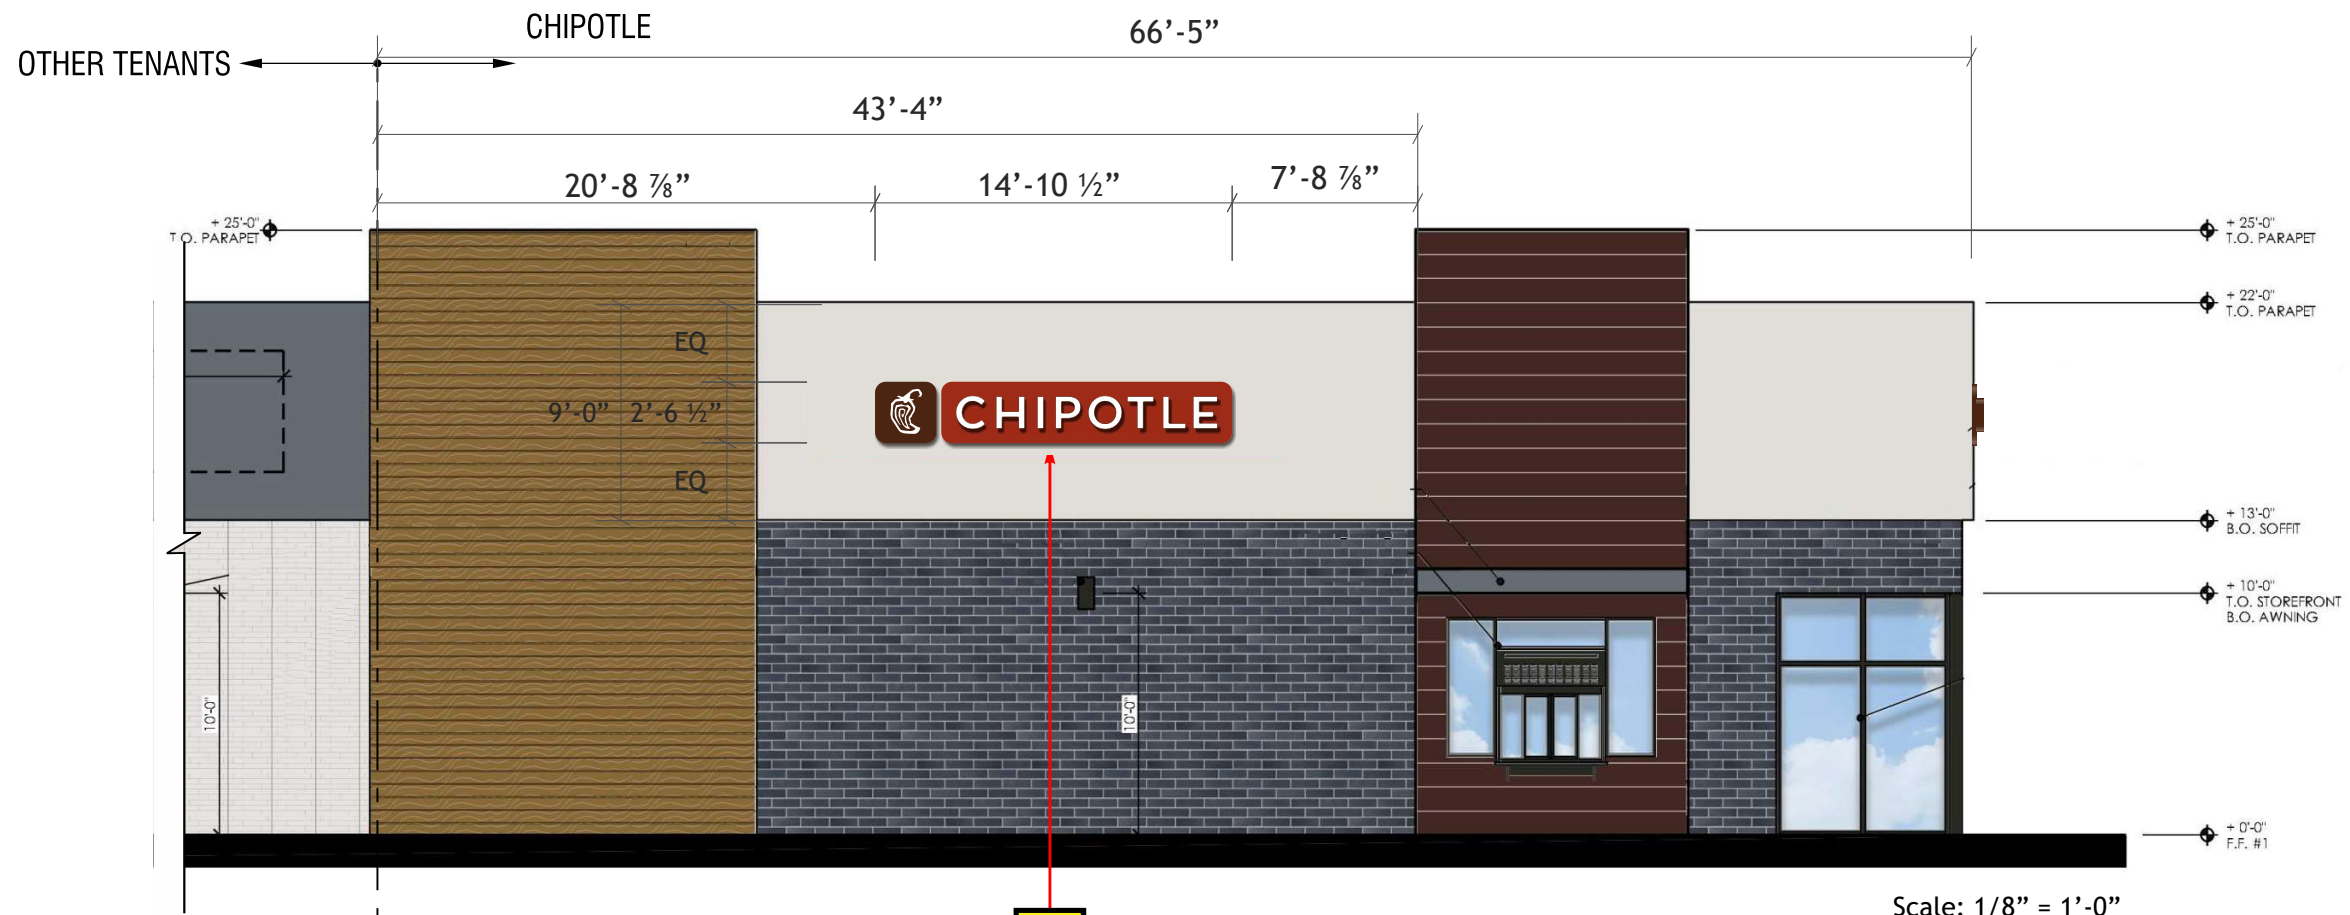 CHIPOTLE
66’-5”
OTHER TENANTS
43’-4”
20’-8 ⅞”
14’-10 ½”
7’-8 ⅞”
+ 25'-0"
T.O. PARAPET
+ 25'-0"
T.O. PARAPET
+ 22'-0"
T.O. PARAPET
EQ
9’-0”
2’-6 ½”
CHIPOTLE
EQ
+ 13'-0"
B.O. SOFFIT
+ 10'-0"
T.O. STOREFRONT
B.O. AWNING
10'-0"
10'-0"
+ 0'-0"
F.F. #1
Scale: 1/8” = 1’-0”